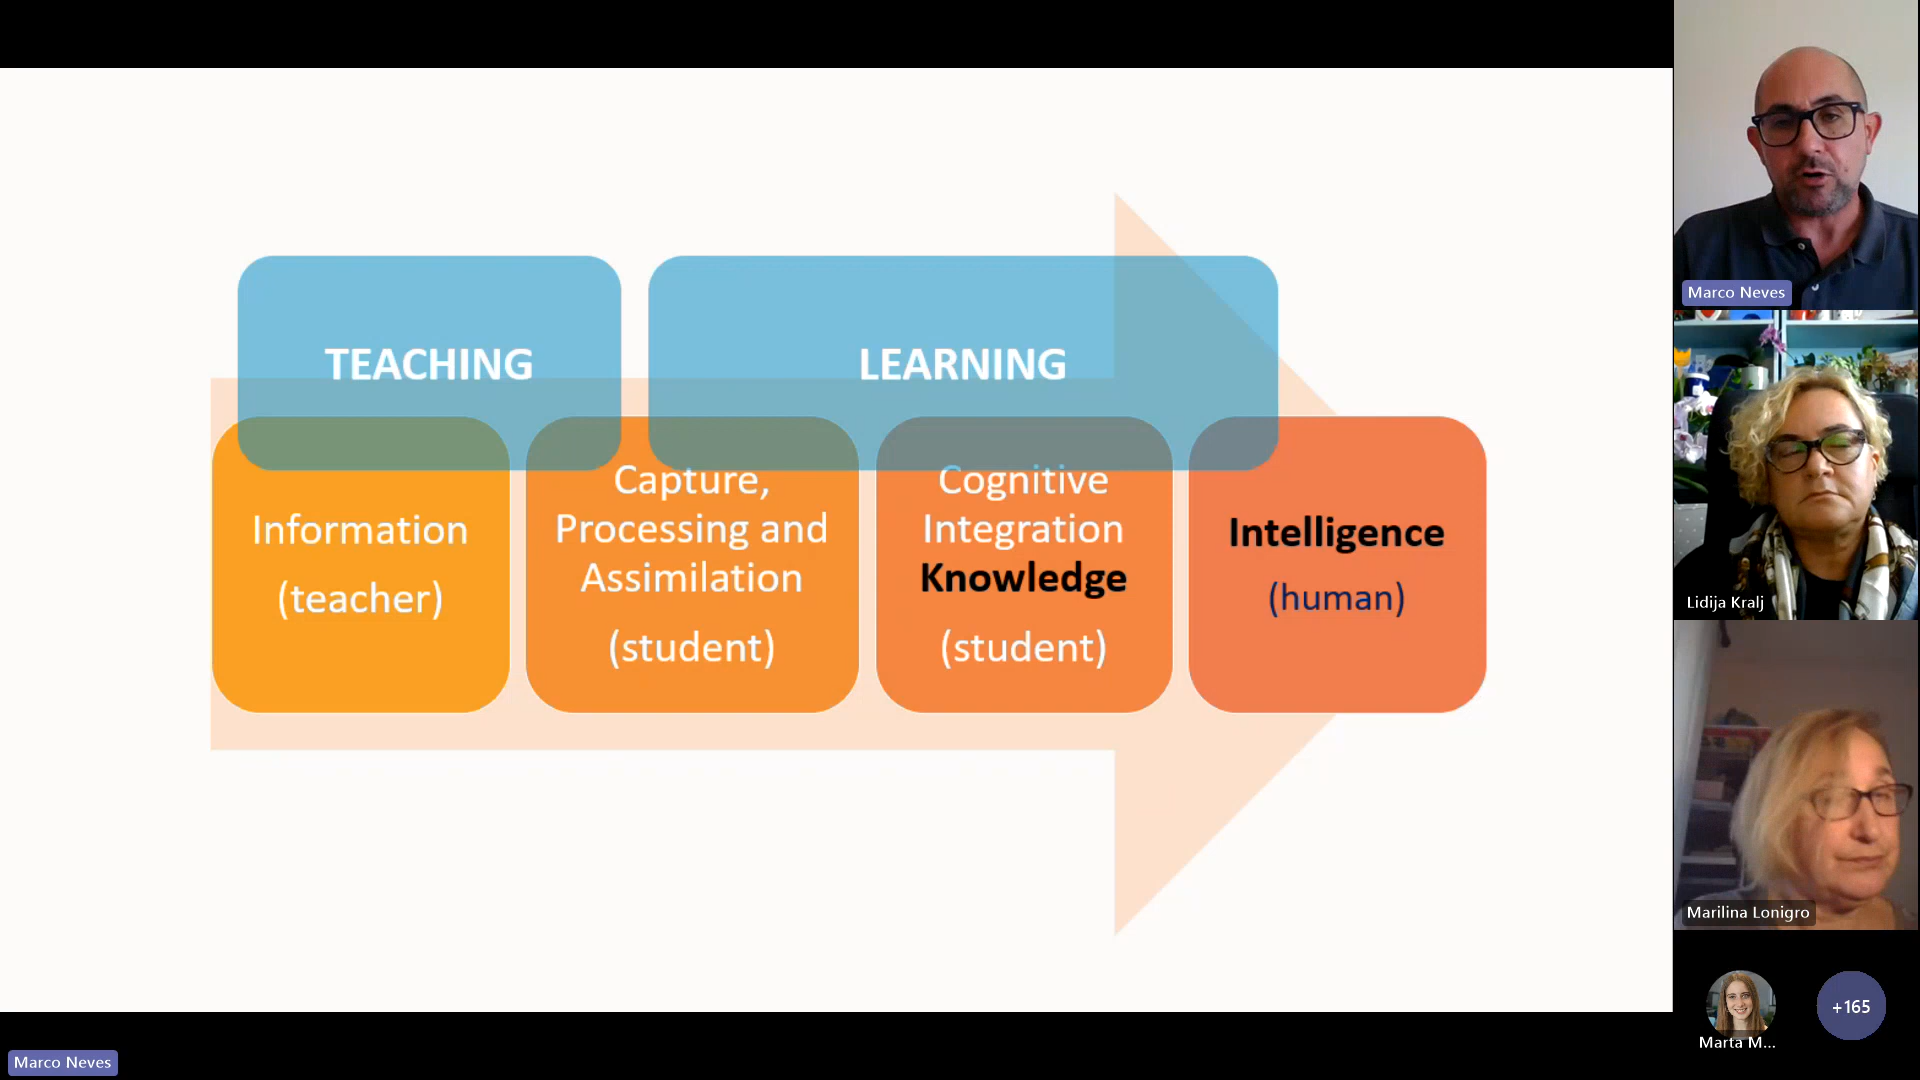 TEACHING
LEARNING
Information
(teacher)
Capture,
Processing and
Assimilation
(student)
Cognitive
Integration
Knowledge
(student)
Intelligence
(human)
Marco Neves
Lidija Kralj
Marilina Lonigro
Marta M...
+165
Marco Neves